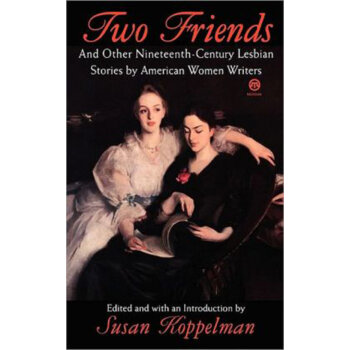 Two Friends
And Other Nineteenth-Century Lesbian
Stories by American Women Writers
Edited and with an Introduction by
Susan Koppelman